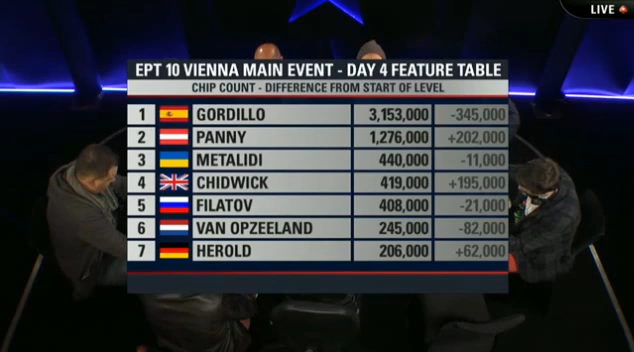 LIVE
EPT 10 VIENNA MAIN EVENT - DAY 4 FEATURE TABLE
CHIP COUNT - DIFFERENCE FROM START OF LEVEL
1 GORDILLO 3,153,000 -345,000
2 PANNY 1,276,000 +202,000
3 METALIDI 440,000 -11,000
4 CHIDWICK 419,000 +195,000
5 FILATOV 408,000 -21,000
6 VAN OPZEELAND 245,000 -82,000
7 HEROLD 206,000 +62,000